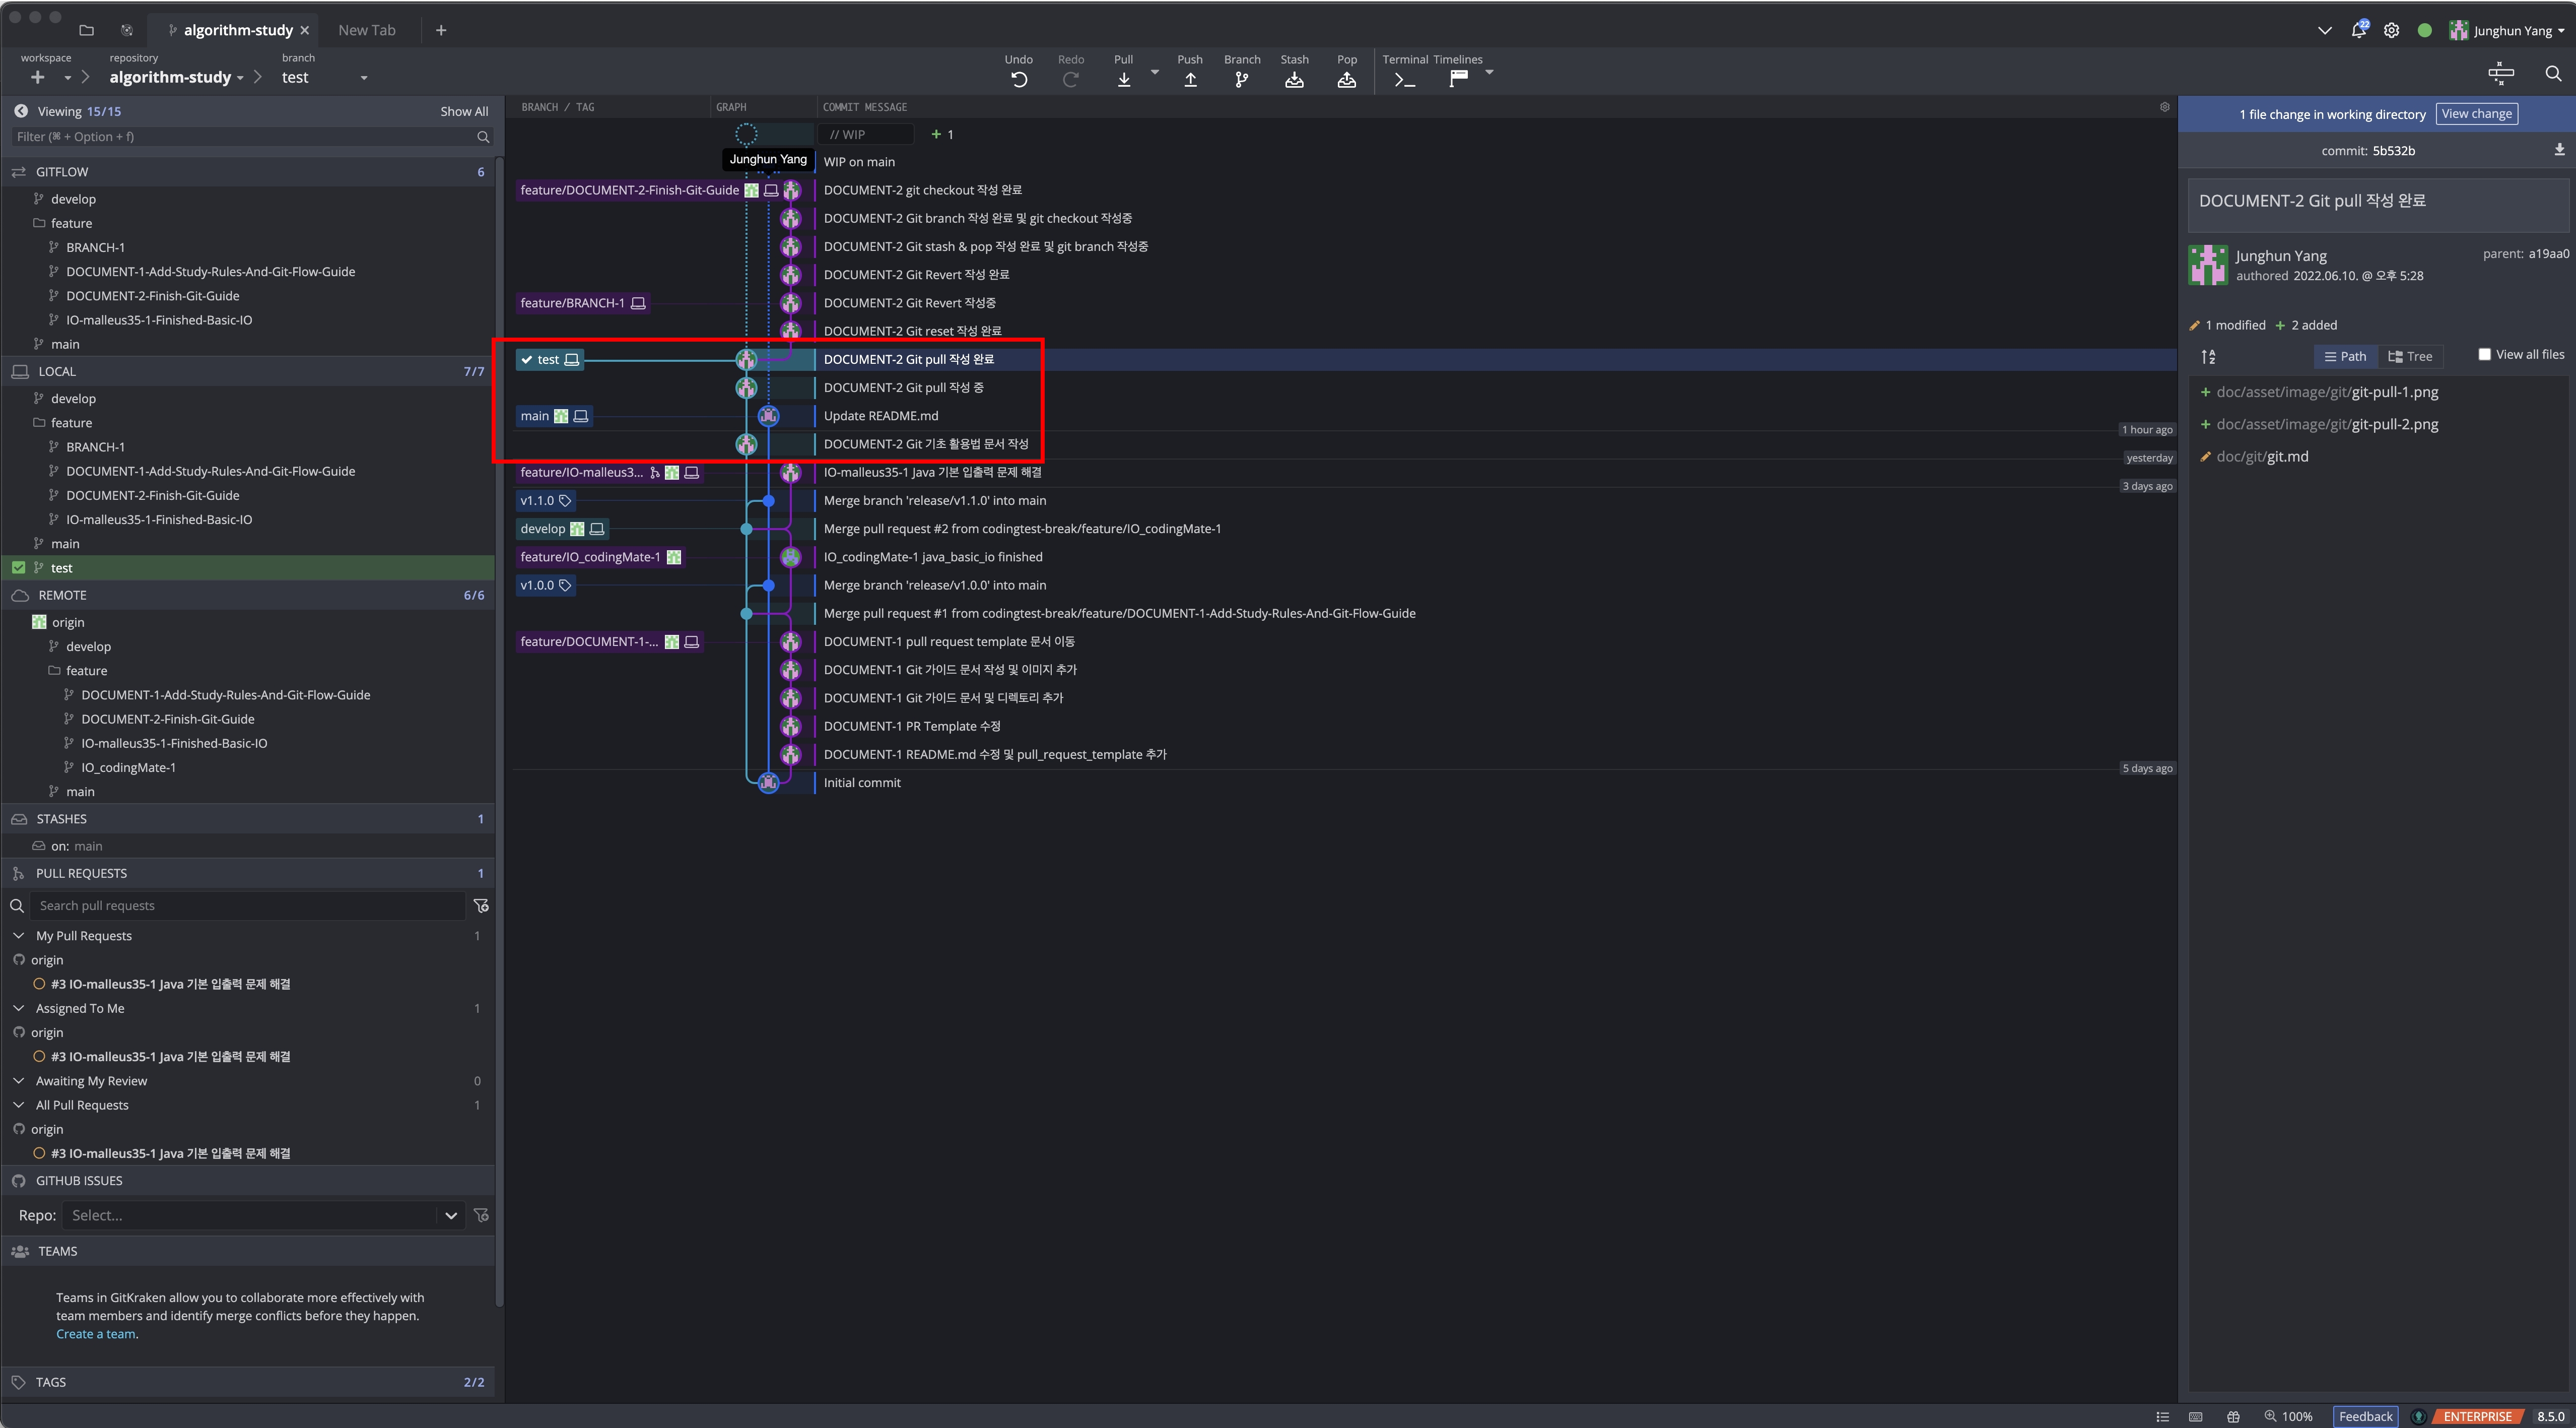 algorithm-study
New Tab
22
Junghun Yang
workspace
repository
algorithm-study
branch
test
Undo
Redo
Pull
Push
Branch
Stash
Pop
Terminal
Timelines
Viewing 15/15
Show All
Filter (⌘ + Option + f)
GITFLOW 6
develop
feature
BRANCH-1
DOCUMENT-1-Add-Study-Rules-And-Git-Flow-Guide
DOCUMENT-2-Finish-Git-Guide
IO-malleus35-1-Finished-Basic-IO
main
LOCAL 7/7
develop
feature
BRANCH-1
DOCUMENT-1-Add-Study-Rules-And-Git-Flow-Guide
DOCUMENT-2-Finish-Git-Guide
IO-malleus35-1-Finished-Basic-IO
main
test
REMOTE 6/6
origin
develop
feature
DOCUMENT-1-Add-Study-Rules-And-Git-Flow-Guide
DOCUMENT-2-Finish-Git-Guide
IO-malleus35-1-Finished-Basic-IO
IO_codingMate-1
main
STASHES 1
on: main
PULL REQUESTS 1
Search pull requests
My Pull Requests 1
origin
#3 IO-malleus35-1 Java 기본 입출력 문제 해결
Assigned To Me 1
origin
#3 IO-malleus35-1 Java 기본 입출력 문제 해결
Awaiting My Review 0
All Pull Requests 1
origin
#3 IO-malleus35-1 Java 기본 입출력 문제 해결
GITHUB ISSUES
Repo: Select...
TEAMS
Teams in GitKraken allow you to collaborate more effectively with
team members and identify merge conflicts before they happen.
Create a team.
TAGS 2/2
BRANCH / TAG GRAPH COMMIT MESSAGE
// WIP + 1
Junghun Yang
WIP on main
feature/DOCUMENT-2-Finish-Git-Guide DOCUMENT-2 git checkout 작성 완료
DOCUMENT-2 Git branch 작성 완료 및 git checkout 작성중
DOCUMENT-2 Git stash & pop 작성 완료 및 git branch 작성중
DOCUMENT-2 Git Revert 작성 완료
feature/BRANCH-1 DOCUMENT-2 Git Revert 작성중
DOCUMENT-2 Git reset 작성 완료
test DOCUMENT-2 Git pull 작성 완료
DOCUMENT-2 Git pull 작성 중
main Update README.md
1 hour ago
DOCUMENT-2 Git 기초 활용법 문서 작성
yesterday
feature/IO-malleus3... IO-malleus35-1 Java 기본 입출력 문제 해결
3 days ago
v1.1.0 Merge branch 'release/v1.1.0' into main
develop Merge pull request #2 from codingtest-break/feature/IO_codingMate-1
feature/IO_codingMate-1 IO_codingMate-1 java_basic_io finished
v1.0.0 Merge branch 'release/v1.0.0' into main
Merge pull request #1 from codingtest-break/feature/DOCUMENT-1-Add-Study-Rules-And-Git-Flow-Guide
feature/DOCUMENT-1-... DOCUMENT-1 pull request template 문서 이동
DOCUMENT-1 Git 가이드 문서 작성 및 이미지 추가
DOCUMENT-1 Git 가이드 문서 및 디렉토리 추가
DOCUMENT-1 PR Template 수정
DOCUMENT-1 README.md 수정 및 pull_request_template 추가
5 days ago
Initial commit
1 file change in working directory
View change
commit: 5b532b
DOCUMENT-2 Git pull 작성 완료
Junghun Yang
parent: a19aa0
authored 2022.06.10. @ 오후 5:28
1 modified + 2 added
Path
Tree
View all files
+ doc/asset/image/git/git-pull-1.png
+ doc/asset/image/git/git-pull-2.png
doc/git/git.md
100%
Feedback
ENTERPRISE
8.5.0